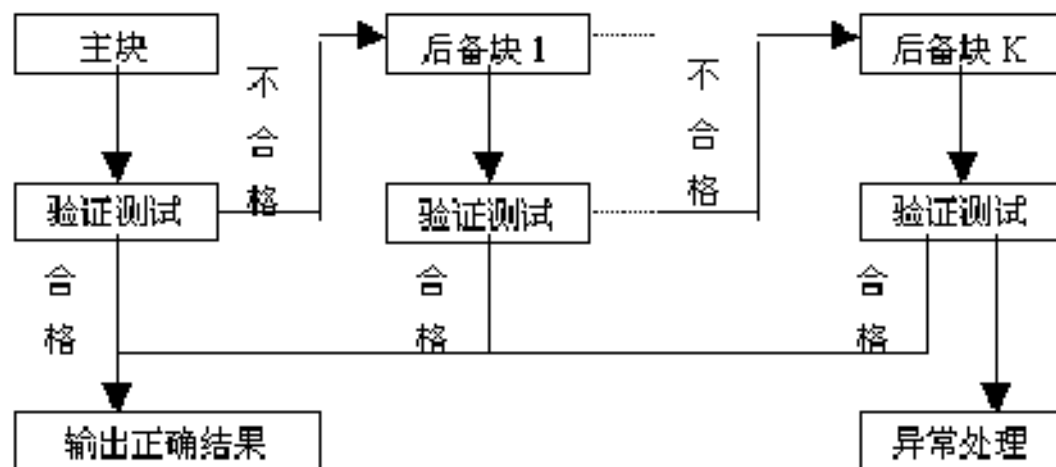 主块
后备块 1
后备块 K
不合格
不合格
验证测试
验证测试
验证测试
合格
合格
合格
输出正确结果
异常处理